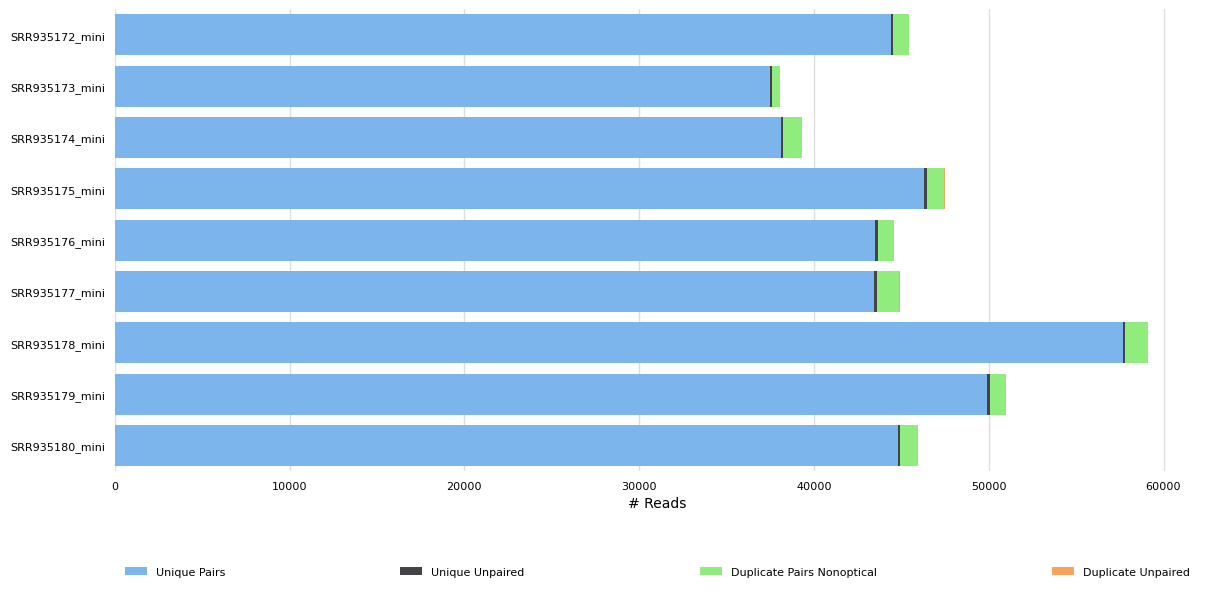 SRR935172_mini
SRR935173_mini
SRR935174_mini
SRR935175_mini
SRR935176_mini
SRR935177_mini
SRR935178_mini
SRR935179_mini
SRR935180_mini
0 10000 20000 30000 40000 50000 60000
# Reads
Unique Pairs Unique Unpaired Duplicate Pairs Nonoptical Duplicate Unpaired